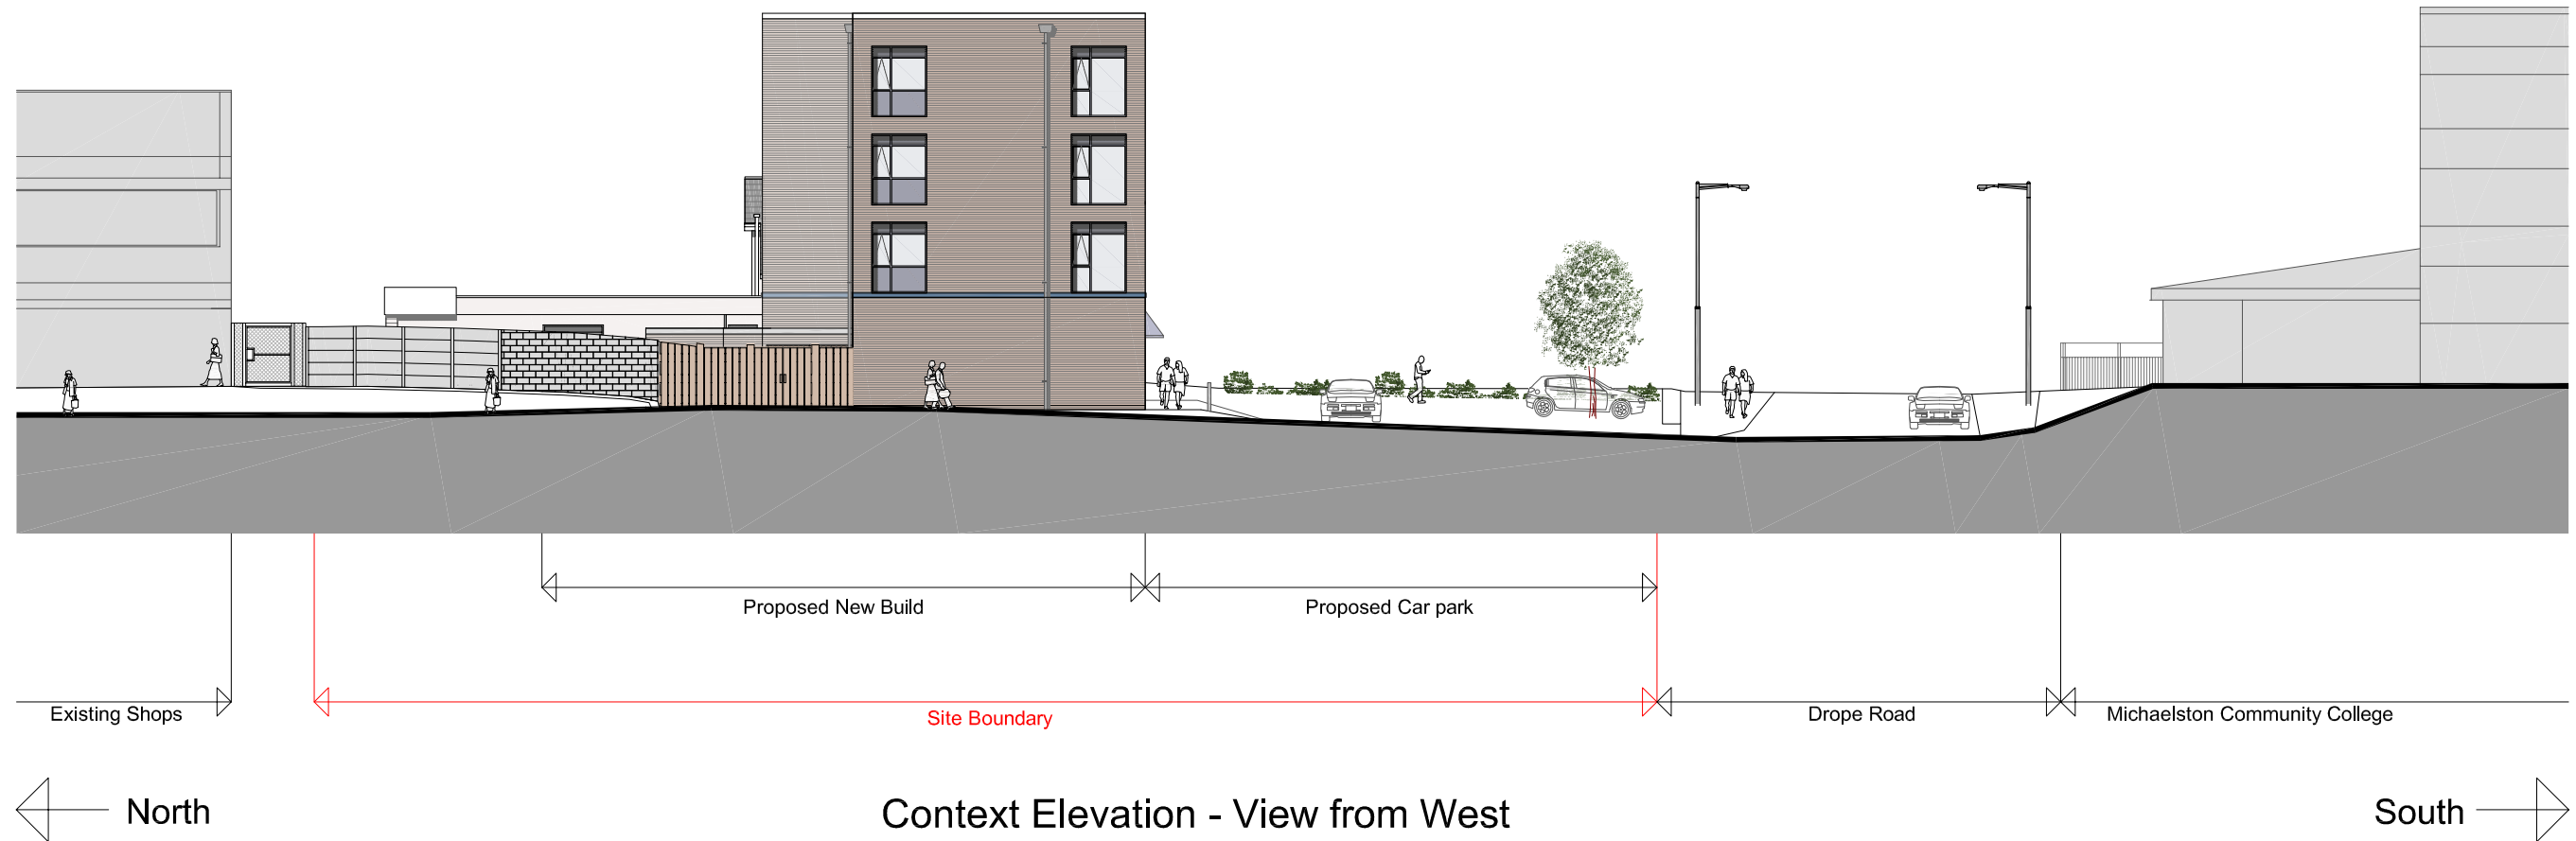 Proposed New Build
Proposed Car park
Existing Shops
Site Boundary
Drope Road
Michaelston Community College
North
Context Elevation - View from West
South